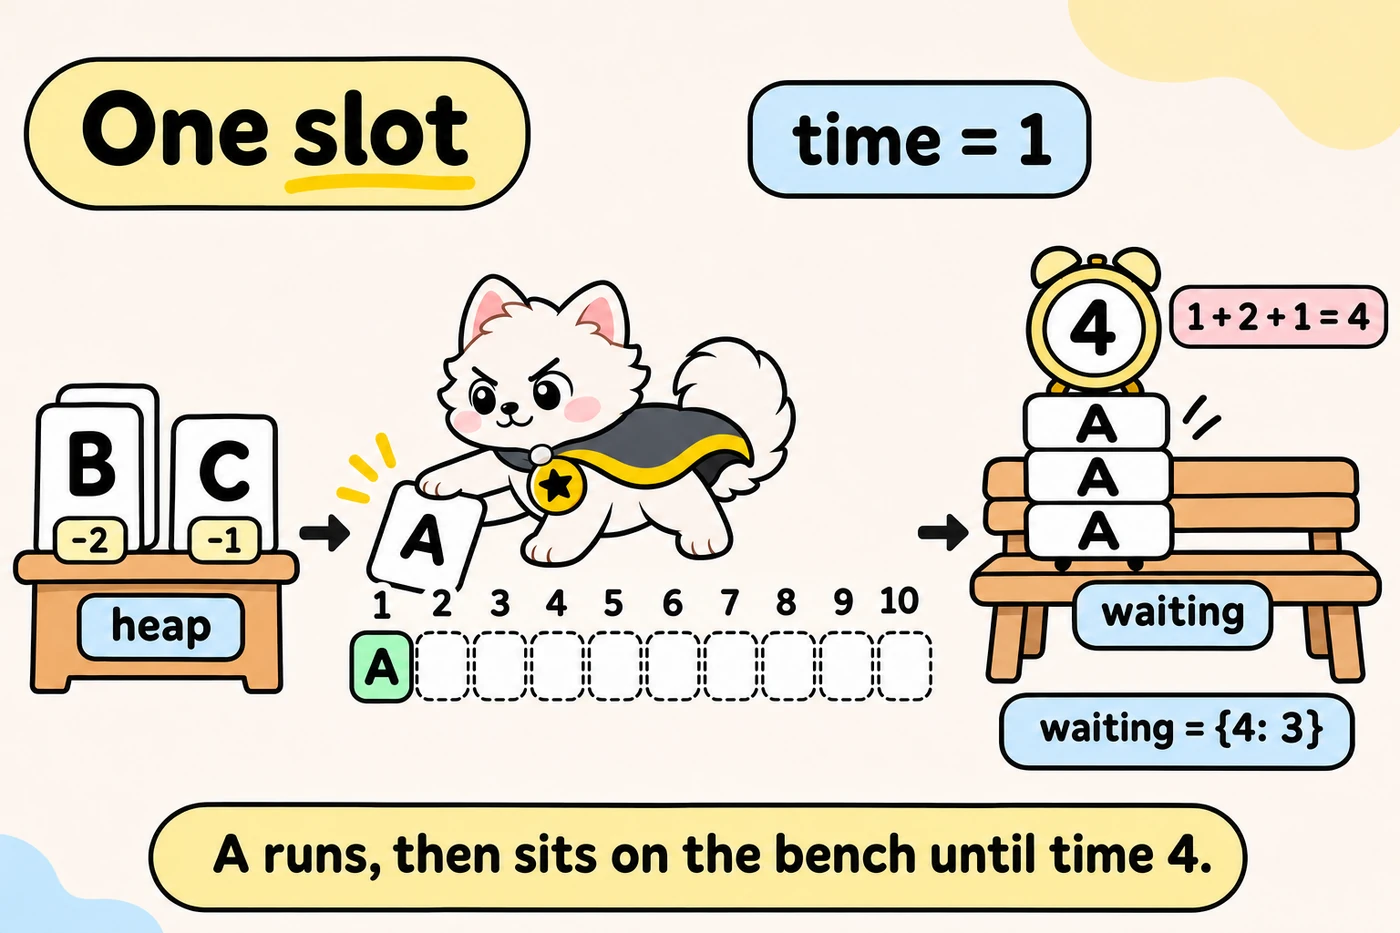 One slot
time = 1
4
1 + 2 + 1 = 4
A
A
A
B
C
-2
-1
heap
A
1 2 3 4 5 6 7 8 9 10
A
waiting
waiting = {4: 3}
A runs, then sits on the bench until time 4.